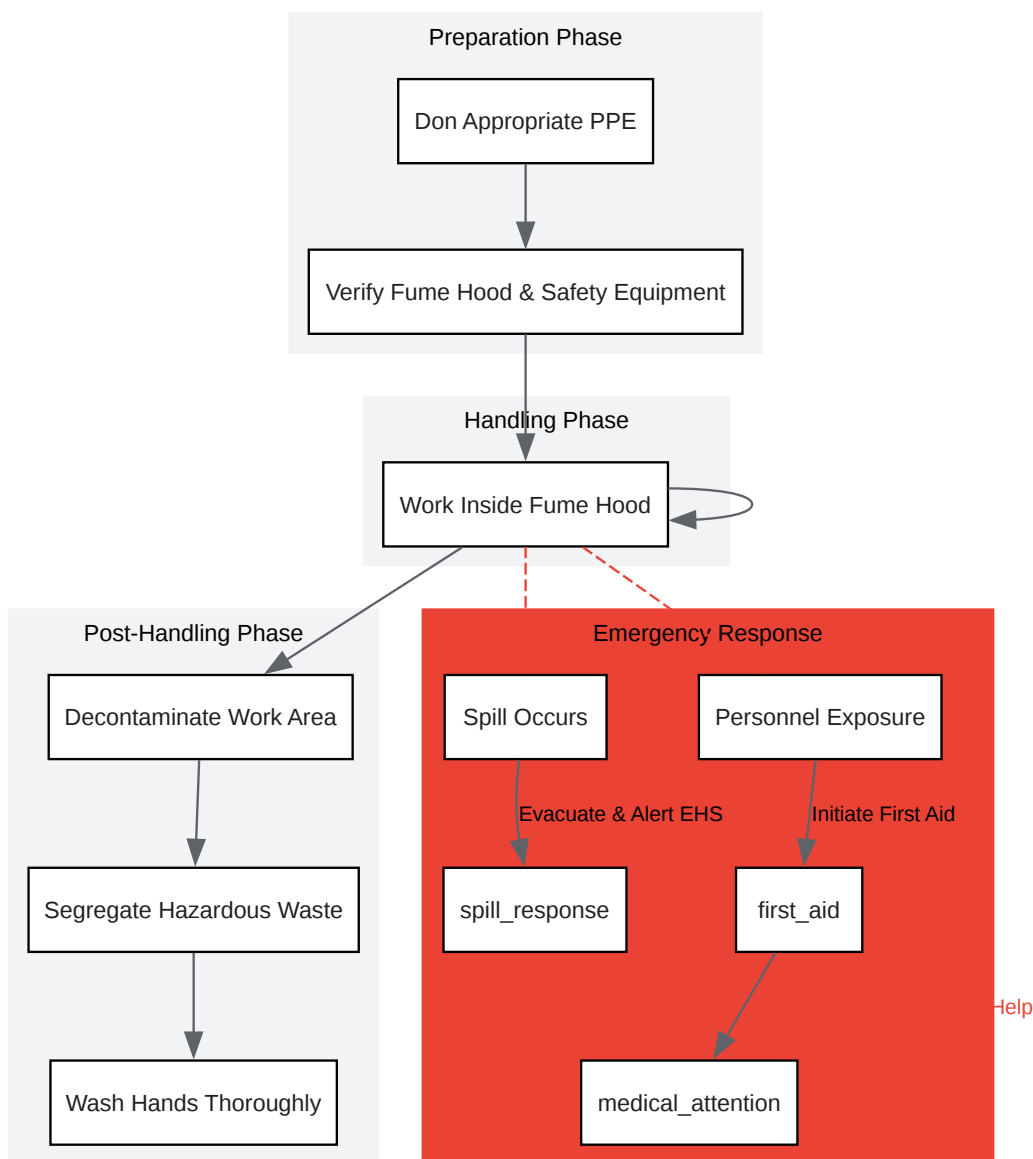 Preparation Phase
Don Appropriate PPE
Verify Fume Hood & Safety Equipment
Handling Phase
Work Inside Fume Hood
Post-Handling Phase
Decontaminate Work Area
Segregate Hazardous Waste
Wash Hands Thoroughly
Emergency Response
Spill Occurs
Personnel Exposure
Evacuate & Alert EHS
Initiate First Aid
spill_response
first_aid
Help
medical_attention